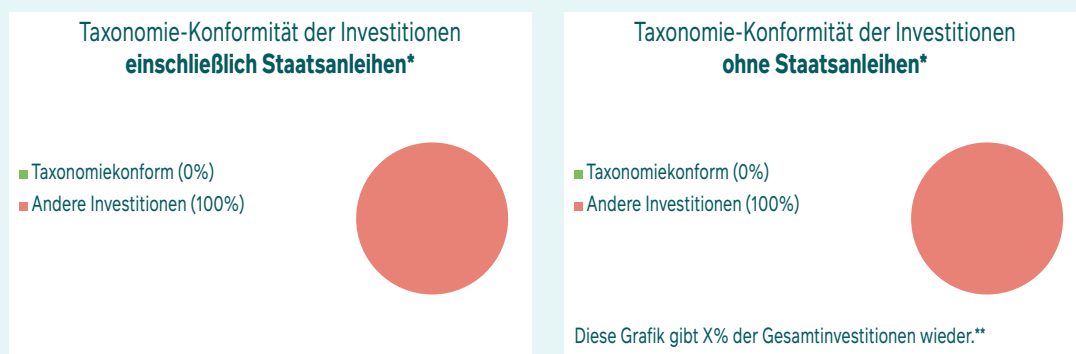 Taxonomie-Konformität der Investitionen
einschließlich Staatsanleihen*
Taxonomiekonform (0%)
Andere Investitionen (100%)
Taxonomie-Konformität der Investitionen
ohne Staatsanleihen*
Taxonomiekonform (0%)
Andere Investitionen (100%)
Diese Grafik gibt X% der Gesamtinvestitionen wieder.**